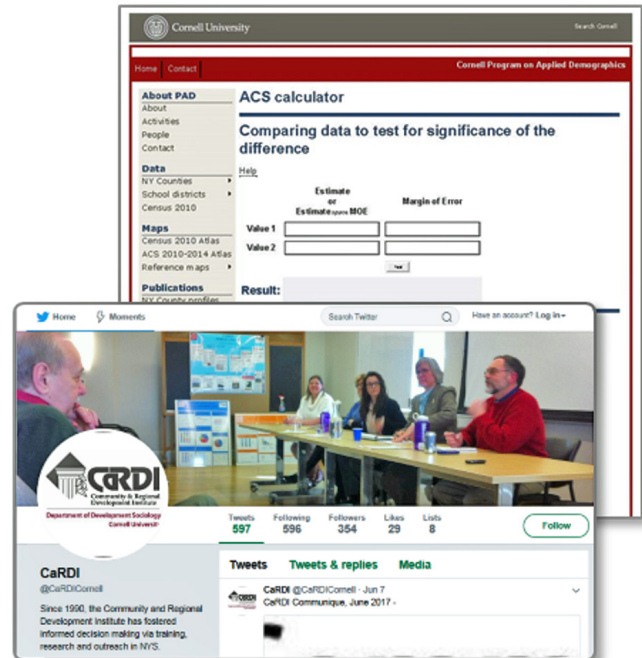 Cornell University
Search Cornell
Home Contact
Cornell Program on Applied Demographics
About PAD
About
Activities
People
Contact
Data
NY Counties
School districts
Census 2010
Maps
Census 2010 Atlas
ACS 2010-2014 Atlas
Reference maps
Publications
NY County profiles
ACS calculator
Comparing data to test for significance of the
difference
Help
Estimate
or
Estimate space MOE
Margin of Error
Value 1
Value 2
Result:
Home Moments
Search Twitter
Have an account? Log in
CaRDI
Community & Regional
Development Institute
Department of Development Sociology
Cornell University
Tweets Following Followers Likes Lists
597 596 354 29 8
Follow
CaRDI
@CaRDICornell
Since 1990, the Community and Regional
Development Institute has fostered
informed decision making via training,
research and outreach in NYS.
Tweets Tweets & replies Media
CaRDI @CaRDICornell · Jun 7
CaRDI Communique, June 2017 -